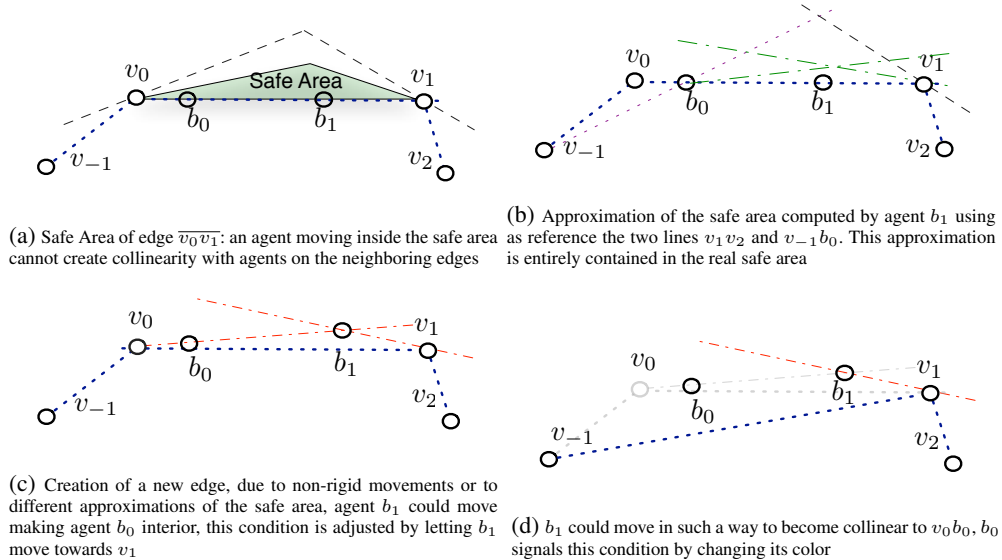 v₀
v₁
Safe Area
b₀
b₁
v₋₁
v₂
(a) Safe Area of edge v₀v₁: an agent moving inside the safe area
cannot create collinearity with agents on the neighboring edges
v₀
v₁
b₀
b₁
v₋₁
v₂
(b) Approximation of the safe area computed by agent b₁ using
as reference the two lines v₁v₂ and v₋₁b₀. This approximation
is entirely contained in the real safe area
v₀
v₁
b₀
b₁
v₋₁
v₂
(c) Creation of a new edge, due to non-rigid movements or to
different approximations of the safe area, agent b₁ could move
making agent b₀ interior, this condition is adjusted by letting b₁
move towards v₁
v₀
v₁
b₀
b₁
v₋₁
v₂
(d) b₁ could move in such a way to become collinear to v₀b₀, b₀
signals this condition by changing its color